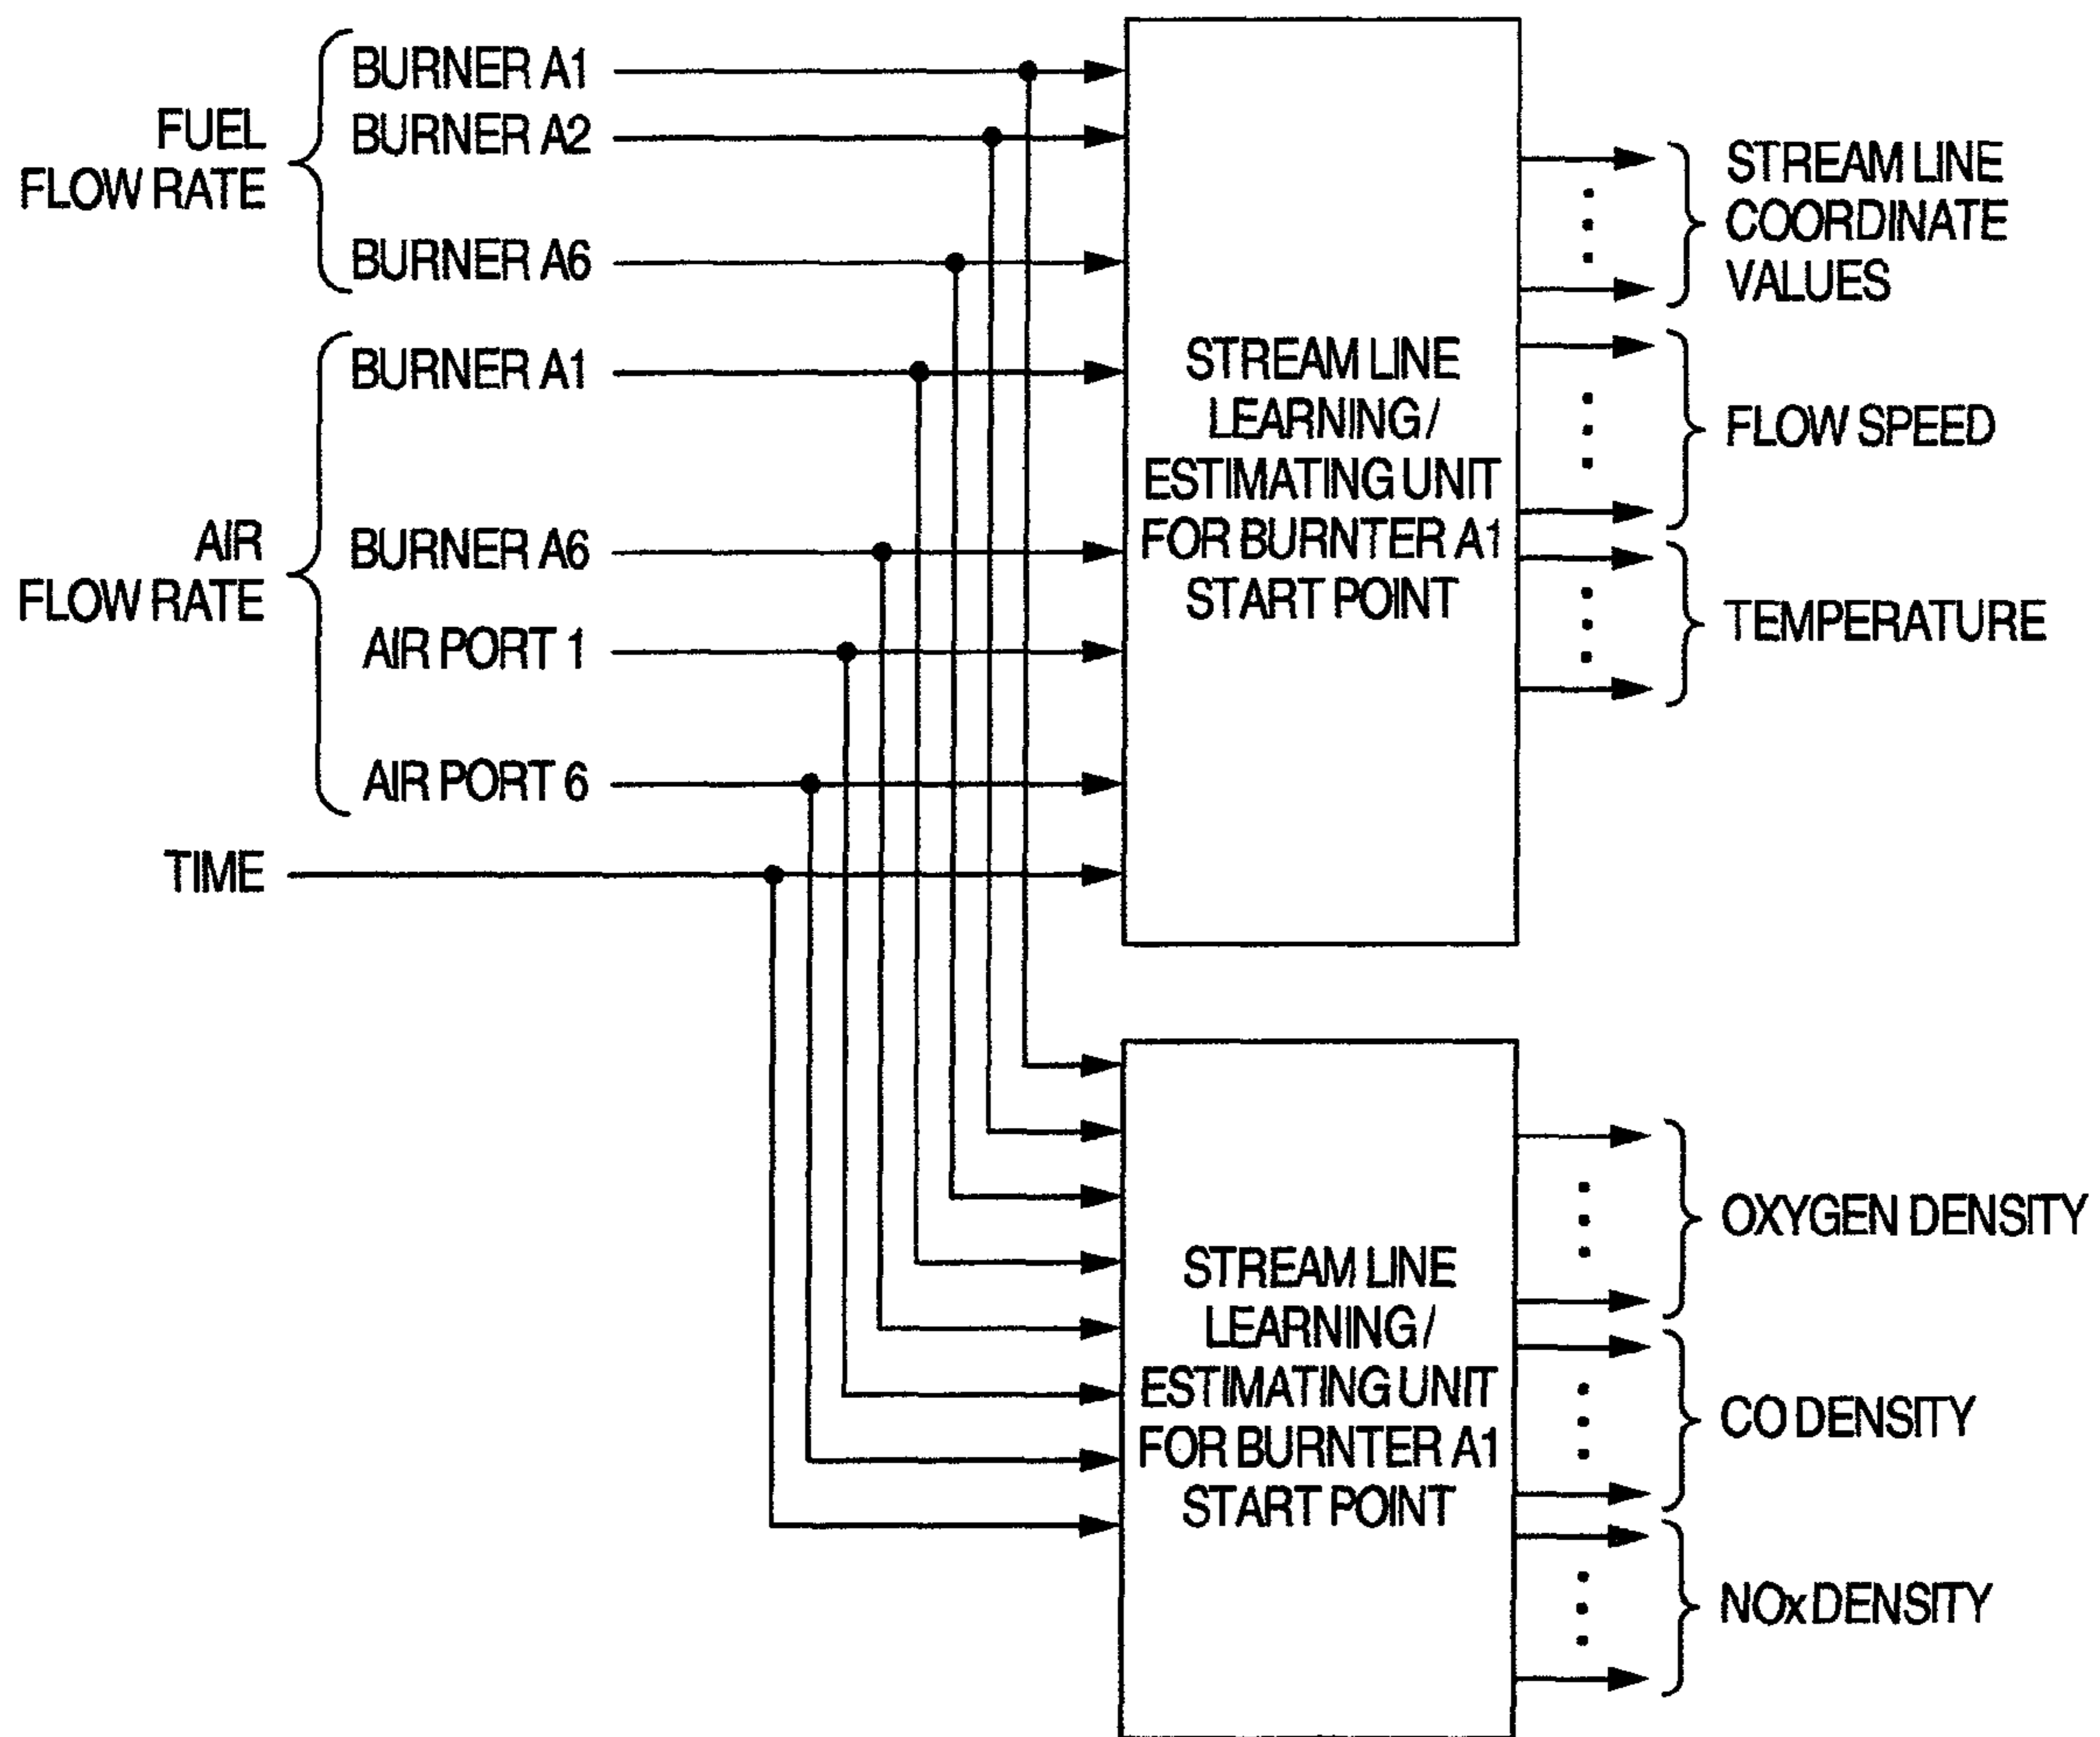 FUEL
FLOW RATE
BURNER A1
BURNER A2
BURNER A6
AIR
FLOW RATE
BURNER A1
BURNER A6
AIR PORT 1
AIR PORT 6
TIME
STREAM LINE
LEARNING/
ESTIMATING UNIT
FOR BURNTER A1
START POINT
STREAM LINE
COORDINATE
VALUES
FLOW SPEED
TEMPERATURE
STREAM LINE
LEARNING/
ESTIMATING UNIT
FOR BURNTER A1
START POINT
OXYGEN DENSITY
CO DENSITY
NOx DENSITY